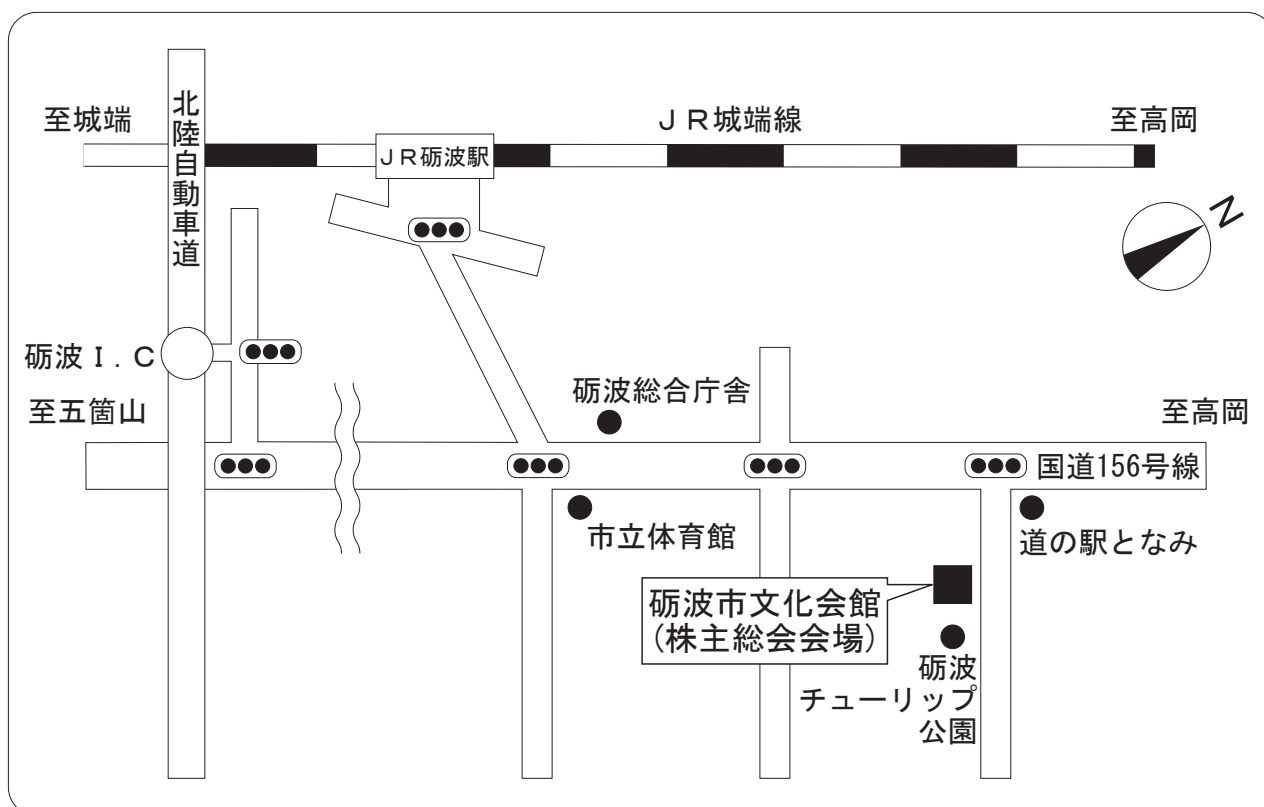 至城端
北陸自動車道
ＪＲ城端線
至高岡
ＪＲ砺波駅
N
砺波Ｉ．Ｃ
至五箇山
砺波総合庁舎
至高岡
国道156号線
市立体育館
道の駅となみ
砺波市文化会館
(株主総会会場)
砺波
チューリップ
公園